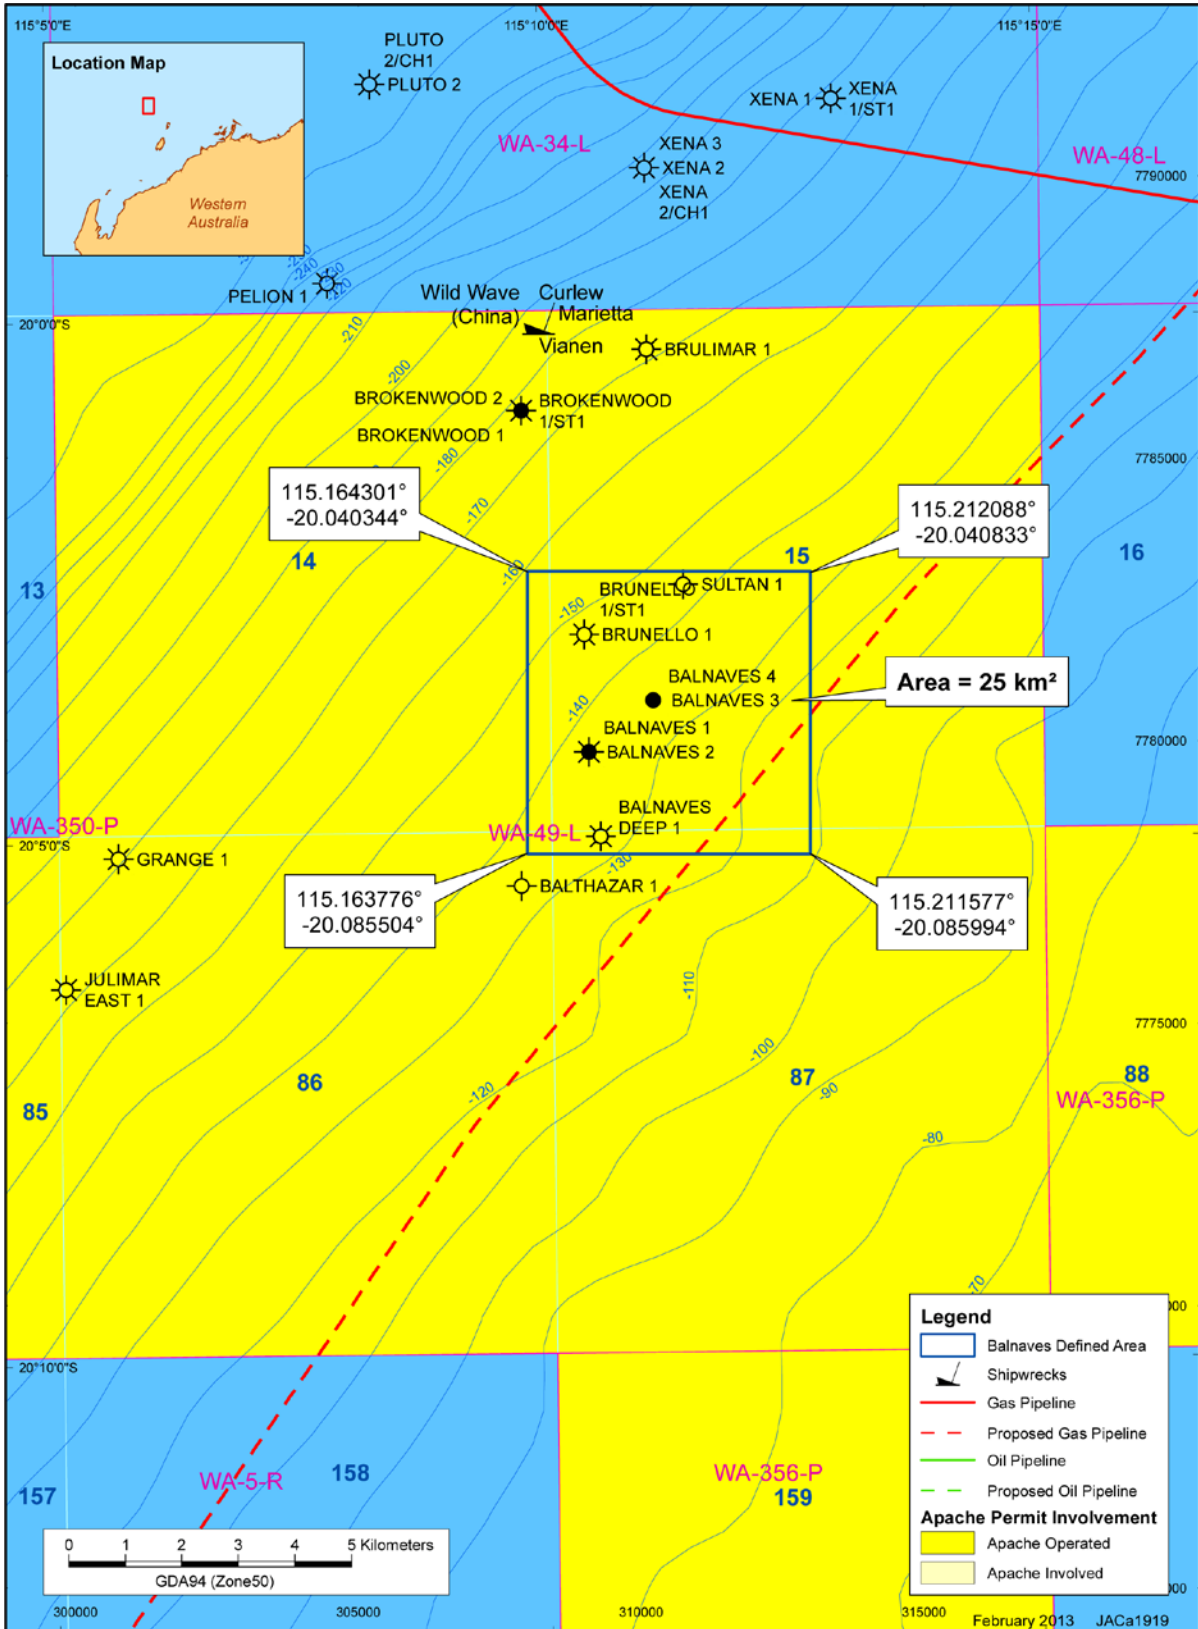 115°5'0"E
115°10'0"E
115°15'0"E
Location Map
Western
Australia
PLUTO
2/CH1
PLUTO 2
XENA 1
XENA
1/ST1
WA-34-L
XENA 3
XENA 2
XENA
2/CH1
WA-48-L
7790000
-240
-230
-220
PELION 1
Wild Wave
(China)
Curlew
Marietta
Vianen
20°0'0"S
-210
BRULIMAR 1
-200
BROKENWOOD 2
BROKENWOOD
1/ST1
BROKENWOOD 1
-180
7785000
115.164301°
-20.040344°
115.212088°
-20.040833°
-170
13
14
15
16
-160
SULTAN 1
BRUNELLO
1/ST1
-150
BRUNELLO 1
BALNAVES 4
BALNAVES 3
Area = 25 km²
-140
BALNAVES 1
BALNAVES 2
7780000
BALNAVES
DEEP 1
WA-350-P
WA-49-L
20°5'0"S
GRANGE 1
-130
BALTHAZAR 1
115.163776°
-20.085504°
115.211577°
-20.085994°
JULIMAR
EAST 1
-110
7775000
-100
86
87
88
-120
-90
85
WA-356-P
-80
-70
Legend
Balnaves Defined Area
Shipwrecks
Gas Pipeline
Proposed Gas Pipeline
Oil Pipeline
Proposed Oil Pipeline
Apache Permit Involvement
Apache Operated
Apache Involved
20°10'0"S
WA-5-R
158
WA-356-P
159
157
0 1 2 3 4 5 Kilometers
GDA94 (Zone50)
300000
305000
310000
315000
February 2013 JACa1919